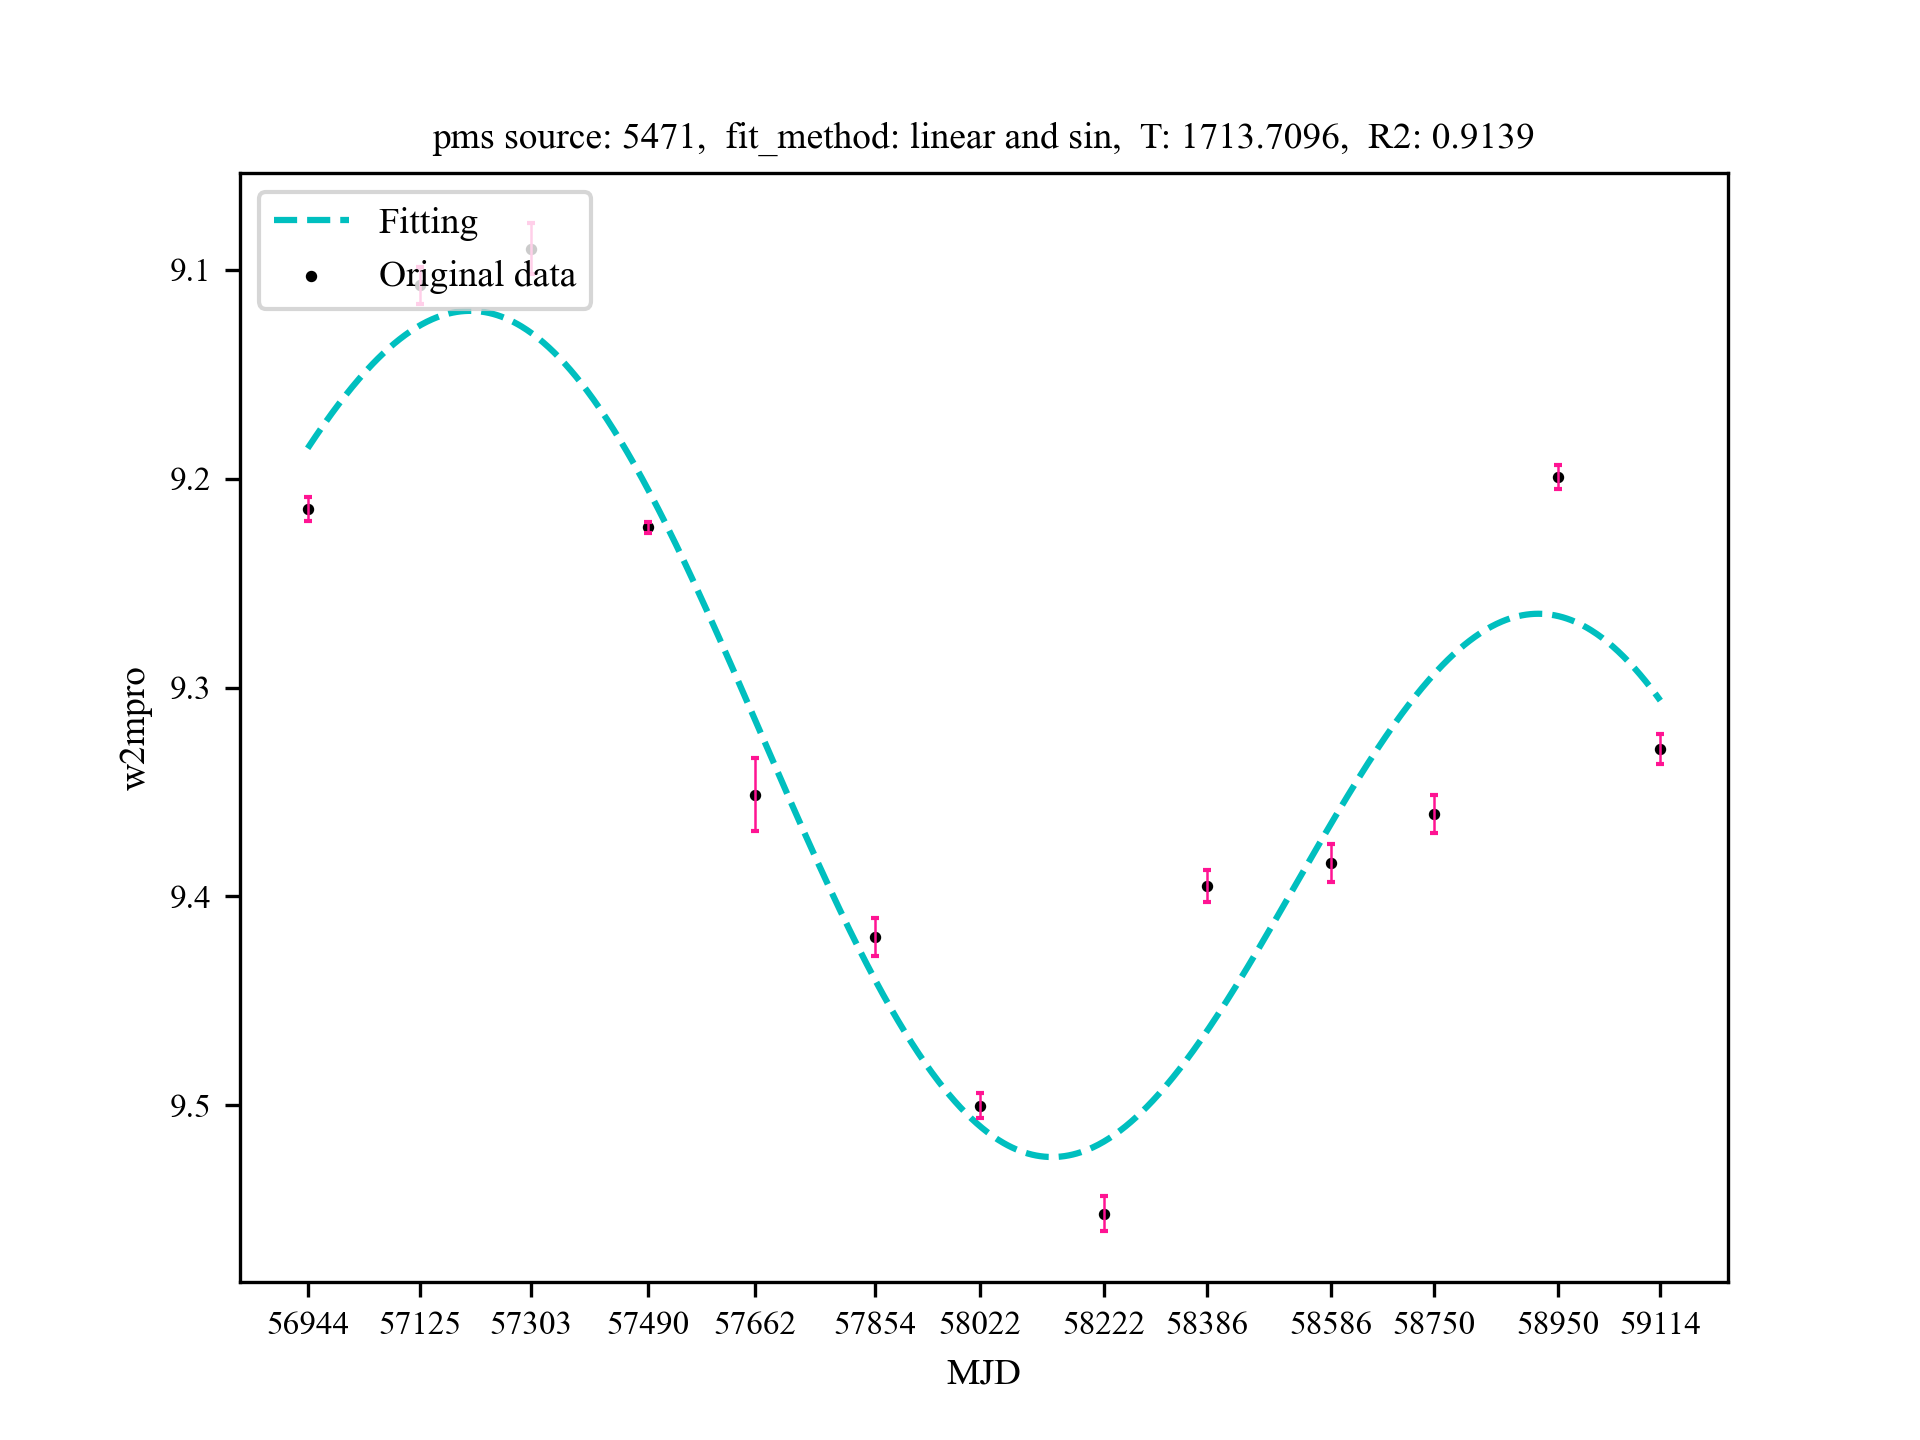 pms source: 5471, fit_method: linear and sin, T: 1713.7096, R2: 0.9139
Fitting
Original data
9.1
9.2
9.3
9.4
9.5
w2mpro
56944 57125 57303 57490 57662 57854 58022 58222 58386 58586 58750 58950 59114
MJD